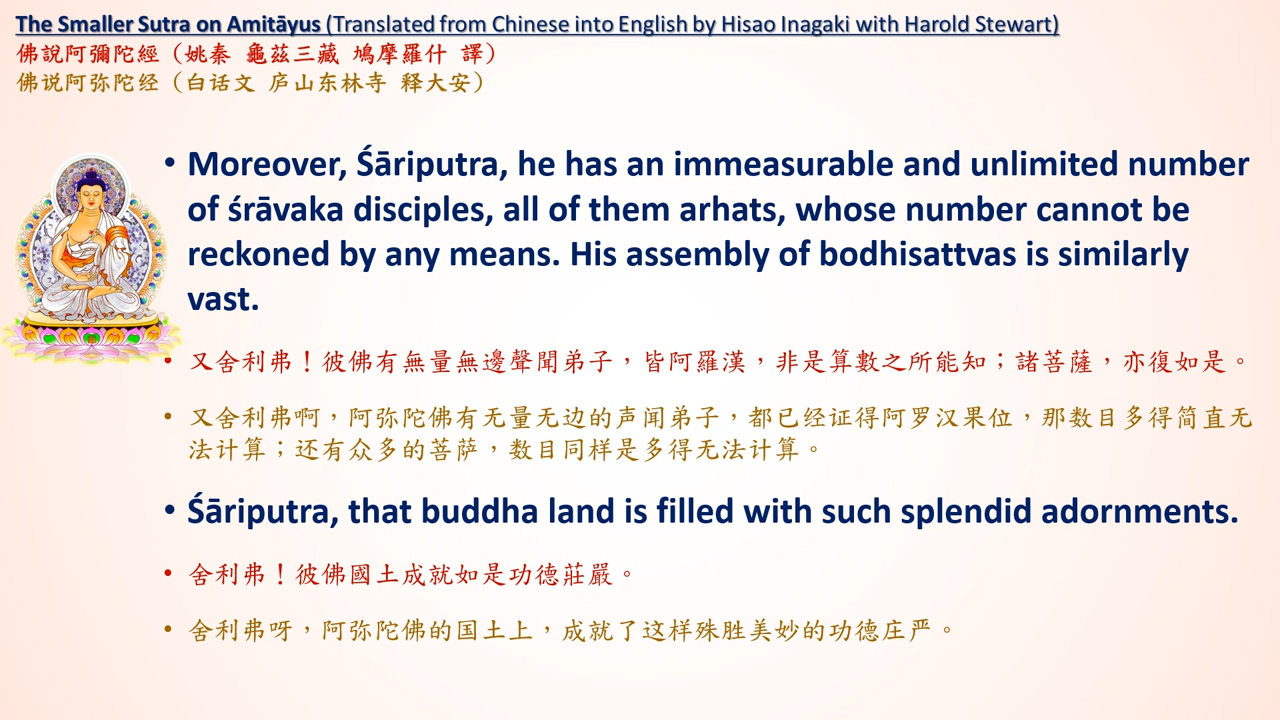 The Smaller Sutra on Amitāyus (Translated from Chinese into English by Hisao Inagaki with Harold Stewart)
佛說阿彌陀經（姚秦 龜茲三藏 鳩摩羅什 譯）
佛说阿弥陀经（白话文 庐山东林寺 释大安）
• Moreover, Śāriputra, he has an immeasurable and unlimited number
of śrāvaka disciples, all of them arhats, whose number cannot be
reckoned by any means. His assembly of bodhisattvas is similarly
vast.
• 又舍利弗！彼佛有無量無邊聲聞弟子，皆阿羅漢，非是算數之所能知；諸菩薩，亦復如是。
• 又舍利弗啊，阿弥陀佛有无量无边的声闻弟子，都已经证得阿罗汉果位，那数目多得简直无
法计算；还有众多的菩萨，数目同样是多得无法计算。
• Śāriputra, that buddha land is filled with such splendid adornments.
• 舍利弗！彼佛國土成就如是功德莊嚴。
• 舍利弗呀，阿弥陀佛的国土上，成就了这样殊胜美妙的功德庄严。